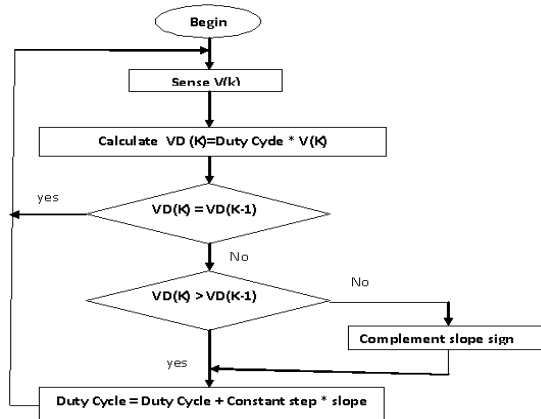 Begin
Sense V(k)
Calculate VD (K)=Duty Cycle * V(K)
yes
VD(K) = VD(K-1)
No
VD(K) > VD(K-1)
No
Complement slope sign
yes
Duty Cycle = Duty Cycle + Constant step * slope